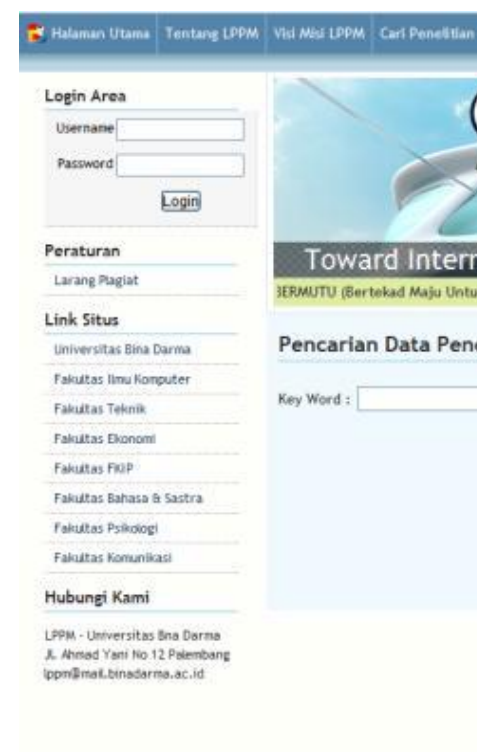 Halaman Utama Tentang LPPM Visi Misi LPPM Cari Penelitian
Login Area
Username
Password
Login
Peraturan
Larang Plagiat
Link Situs
Universitas Bina Darma
Fakultas Ilmu Komputer
Fakultas Teknik
Fakultas Ekonomi
Fakultas FKIP
Fakultas Bahasa & Sastra
Fakultas Psikologi
Fakultas Komunikasi
Hubungi Kami
LPPM - Universitas Bna Darma
JL. Ahmad Yani No 12 Palembang
lppm@mail.binadarma.ac.id
Toward Intern
BERMUTU (Bertekad Maju Untu
Pencarian Data Pene
Key Word :